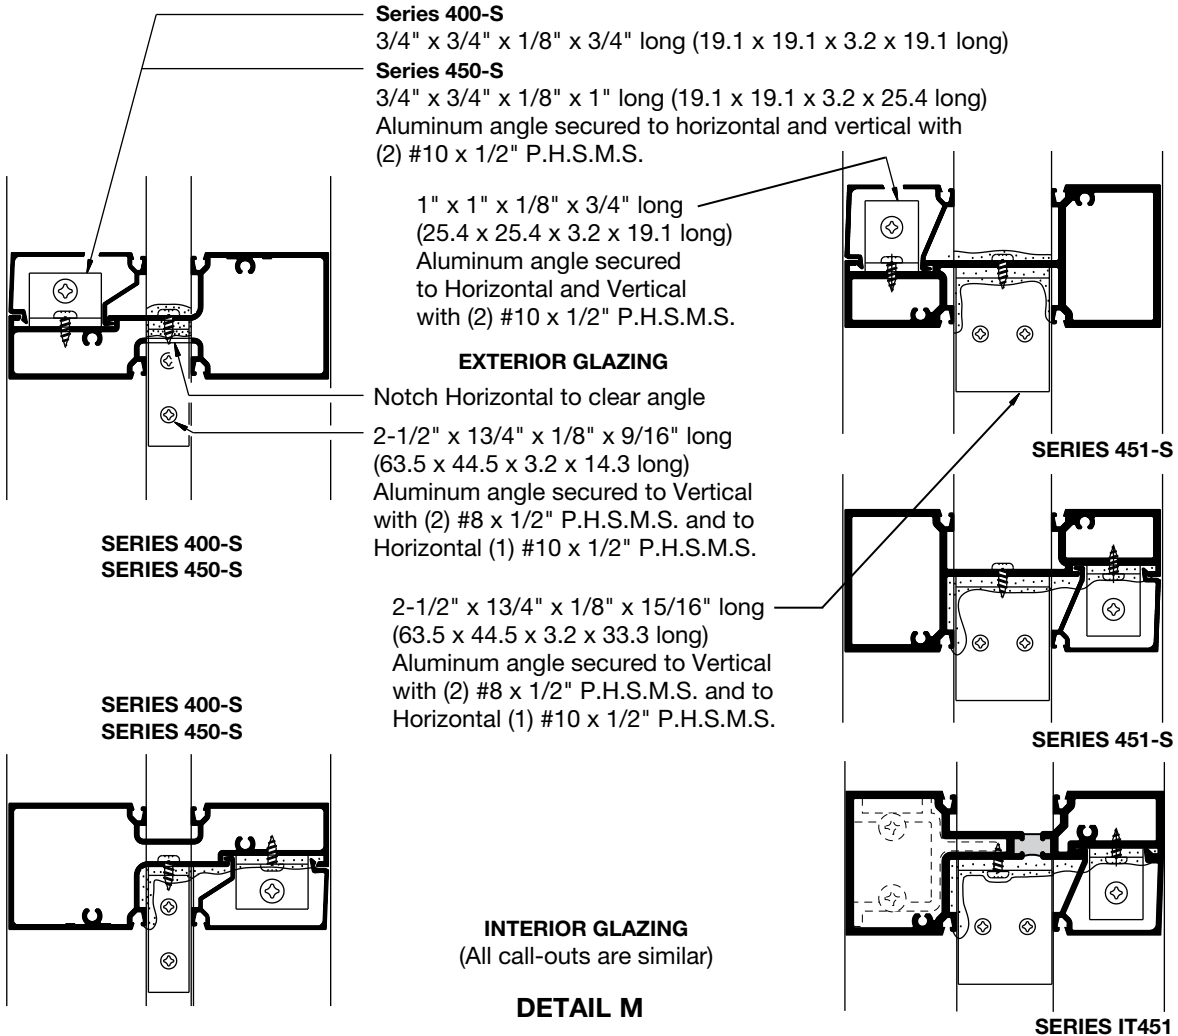 Series 400-S
3/4" x 3/4" x 1/8" x 3/4" long (19.1 x 19.1 x 3.2 x 19.1 long)
Series 450-S
3/4" x 3/4" x 1/8" x 1" long (19.1 x 19.1 x 3.2 x 25.4 long)
Aluminum angle secured to horizontal and vertical with
(2) #10 x 1/2" P.H.S.M.S.
1" x 1" x 1/8" x 3/4" long
(25.4 x 25.4 x 3.2 x 19.1 long)
Aluminum angle secured
to Horizontal and Vertical
with (2) #10 x 1/2" P.H.S.M.S.
EXTERIOR GLAZING
Notch Horizontal to clear angle
2-1/2" x 13/4" x 1/8" x 9/16" long
(63.5 x 44.5 x 3.2 x 14.3 long)
Aluminum angle secured to Vertical
with (2) #8 x 1/2" P.H.S.M.S. and to
Horizontal (1) #10 x 1/2" P.H.S.M.S.
SERIES 451-S
SERIES 400-S
SERIES 450-S
2-1/2" x 13/4" x 1/8" x 15/16" long
(63.5 x 44.5 x 3.2 x 33.3 long)
Aluminum angle secured to Vertical
with (2) #8 x 1/2" P.H.S.M.S. and to
Horizontal (1) #10 x 1/2" P.H.S.M.S.
SERIES 400-S
SERIES 450-S
SERIES 451-S
INTERIOR GLAZING
(All call-outs are similar)
DETAIL M
SERIES IT451